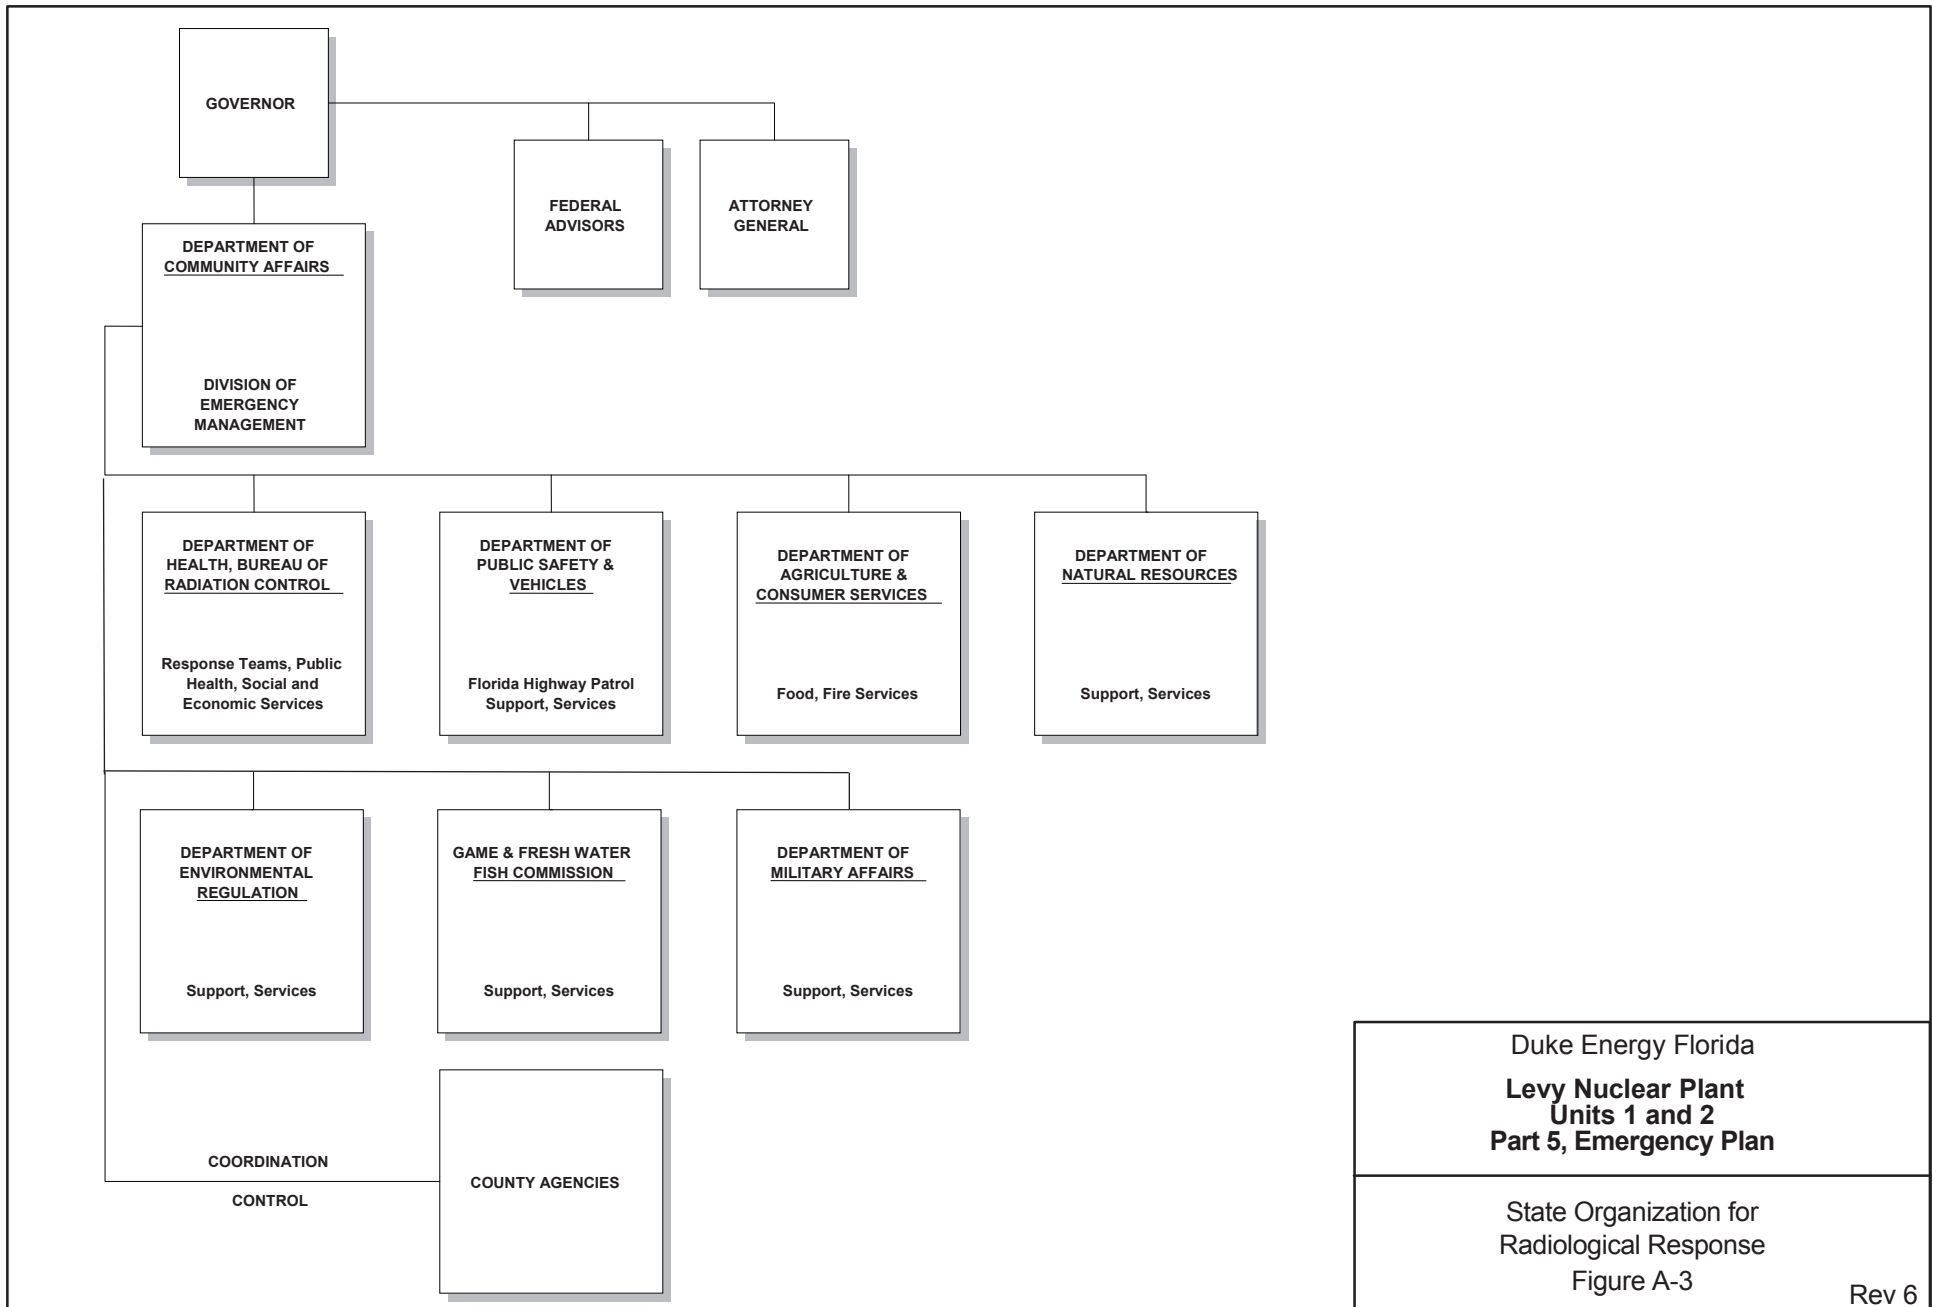 GOVERNOR
FEDERAL
ADVISORS
ATTORNEY
GENERAL
DEPARTMENT OF
COMMUNITY AFFAIRS
DIVISION OF
EMERGENCY
MANAGEMENT
DEPARTMENT OF
HEALTH, BUREAU OF
RADIATION CONTROL
Response Teams, Public
Health, Social and
Economic Services
DEPARTMENT OF
PUBLIC SAFETY &
VEHICLES
Florida Highway Patrol
Support, Services
DEPARTMENT OF
AGRICULTURE &
CONSUMER SERVICES
Food, Fire Services
DEPARTMENT OF
NATURAL RESOURCES
Support, Services
DEPARTMENT OF
ENVIRONMENTAL
REGULATION
Support, Services
GAME & FRESH WATER
FISH COMMISSION
Support, Services
DEPARTMENT OF
MILITARY AFFAIRS
Support, Services
COORDINATION
CONTROL
COUNTY AGENCIES
Duke Energy Florida
Levy Nuclear Plant
Units 1 and 2
Part 5, Emergency Plan
State Organization for
Radiological Response
Figure A-3
Rev 6